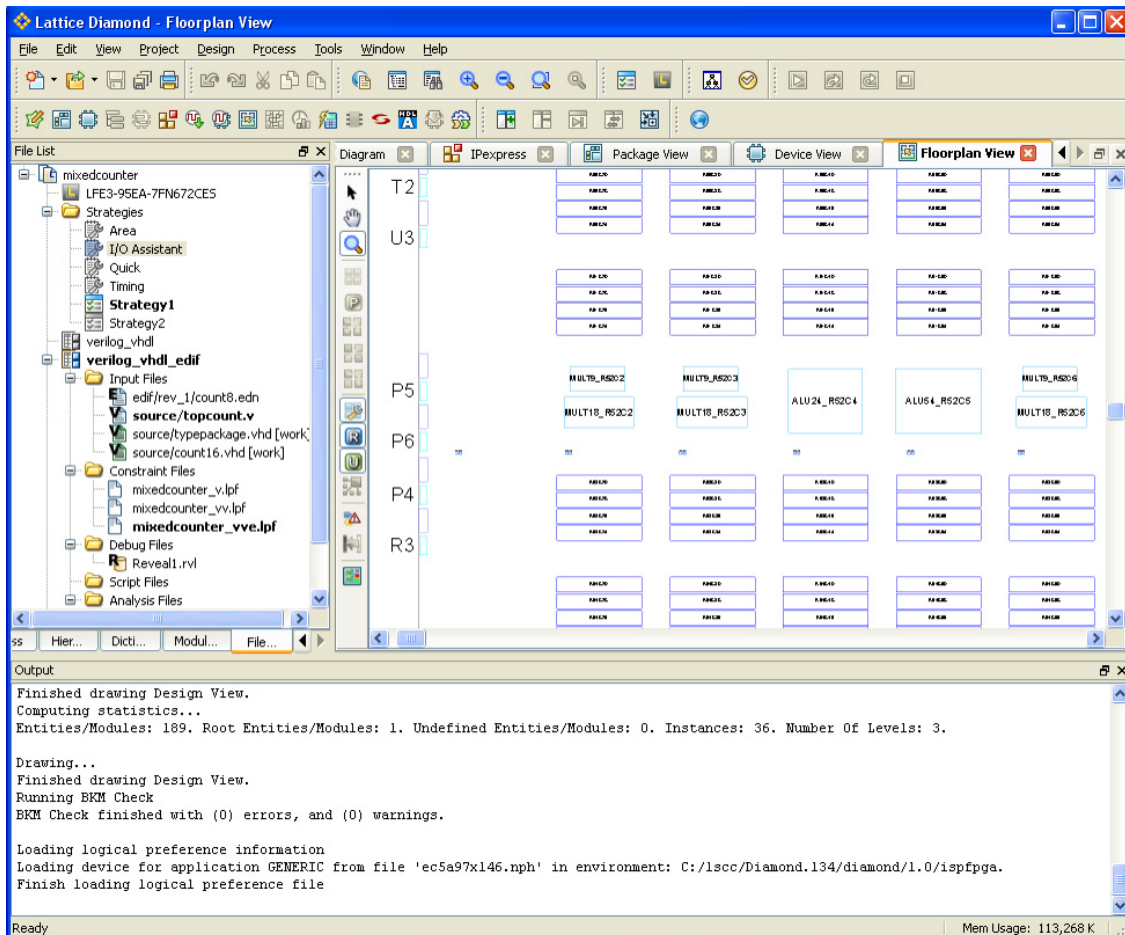 Lattice Diamond - Floorplan View
File Edit View Project Design Process Tools Window Help
File List
Diagram IPexpress Package View Device View Floorplan View
mixedcounter
LFE3-95EA-7FN672CES
Strategies
Area
I/O Assistant
Quick
Timing
Strategy1
Strategy2
verilog_vhdl
verilog_vhdl_edif
Input Files
edif/rev_1/count8.edn
source/topcount.v
source/typepackage.vhd [work]
source/count16.vhd [work]
Constraint Files
mixedcounter_v.lpf
mixedcounter_vv.lpf
mixedcounter_vve.lpf
Debug Files
Reveal1.rvl
Script Files
Analysis Files
ss Hier... Dicti... Modul... File...
T2
U3
P5
P6
P4
R3
MULT9_R52C2 MULT9_R52C3 MULT9_R52C6
ALU24_R52C4 ALU54_R52C5
MULT18_R52C2 MULT18_R52C3 MULT18_R52C6
Output
Finished drawing Design View.
Computing statistics...
Entities/Modules: 189. Root Entities/Modules: 1. Undefined Entities/Modules: 0. Instances: 36. Number Of Levels: 3.
Drawing...
Finished drawing Design View.
Running BKM Check
BKM Check finished with (0) errors, and (0) warnings.
Loading logical preference information
Loading device for application GENERIC from file 'ec5a97x146.nph' in environment: C:/lscc/Diamond.134/diamond/1.0/ispfpga.
Finish loading logical preference file
Ready
Mem Usage: 113,268 K